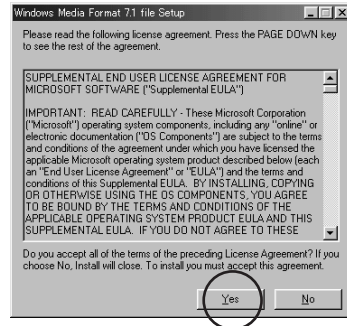 Windows Media Format 7.1 file Setup
Please read the following license agreement. Press the PAGE DOWN key
to see the rest of the agreement.
SUPPLEMENTAL END USER LICENSE AGREEMENT FOR
MICROSOFT SOFTWARE ("Supplemental EULA")
IMPORTANT: READ CAREFULLY - These Microsoft Corporation
("Microsoft") operating system components, including any "online" or
electronic documentation ("OS Components") are subject to the terms
and conditions of the agreement under which you have licensed the
applicable Microsoft operating system product described below (each
an "End User License Agreement" or "EULA") and the terms and
conditions of this Supplemental EULA. BY INSTALLING, COPYING
OR OTHERWISE USING THE OS COMPONENTS, YOU AGREE
TO BE BOUND BY THE TERMS AND CONDITIONS OF THE
APPLICABLE OPERATING SYSTEM PRODUCT EULA AND THIS
SUPPLEMENTAL EULA. IF YOU DO NOT AGREE TO THESE
Do you accept all of the terms of the preceding License Agreement? If you
choose No, Install will close. To install you must accept this agreement.
Yes No